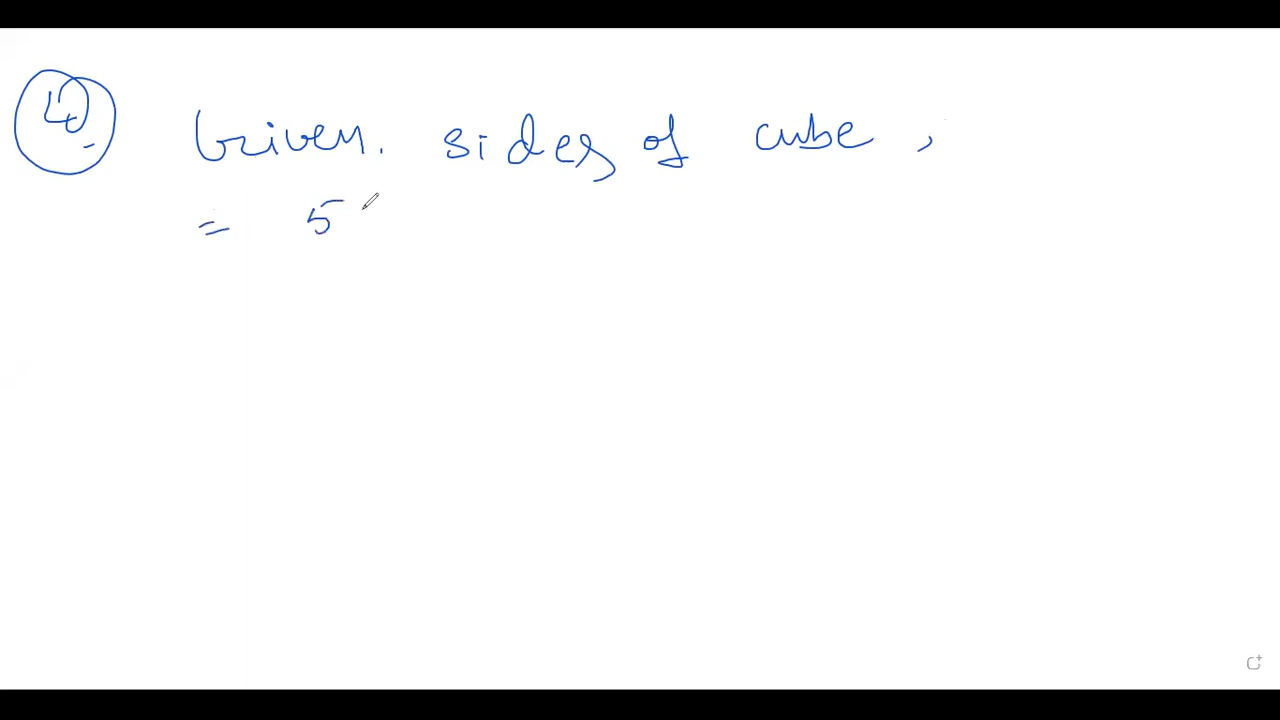 4 Given. sides of cube,
= 5